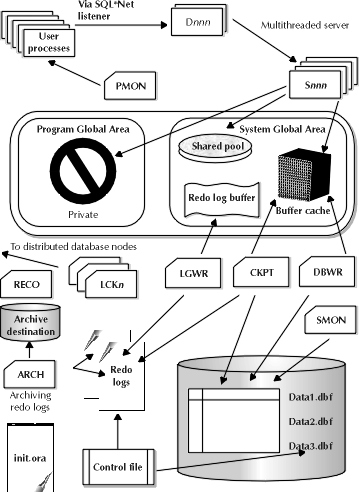 Via SQL*Net
listener
Dnnn
Multithreaded server
User
processes
PMON
Snnn
Program Global Area
System Global Area
Shared pool
Private
Redo log buffer
Buffer cache
To distributed database nodes
RECO
LCKn
LGWR
CKPT
DBWR
Archive
destination
SMON
ARCH
Redo
logs
Archiving
redo logs
Data1.dbf
Data2.dbf
Data3.dbf
init.ora
Control file